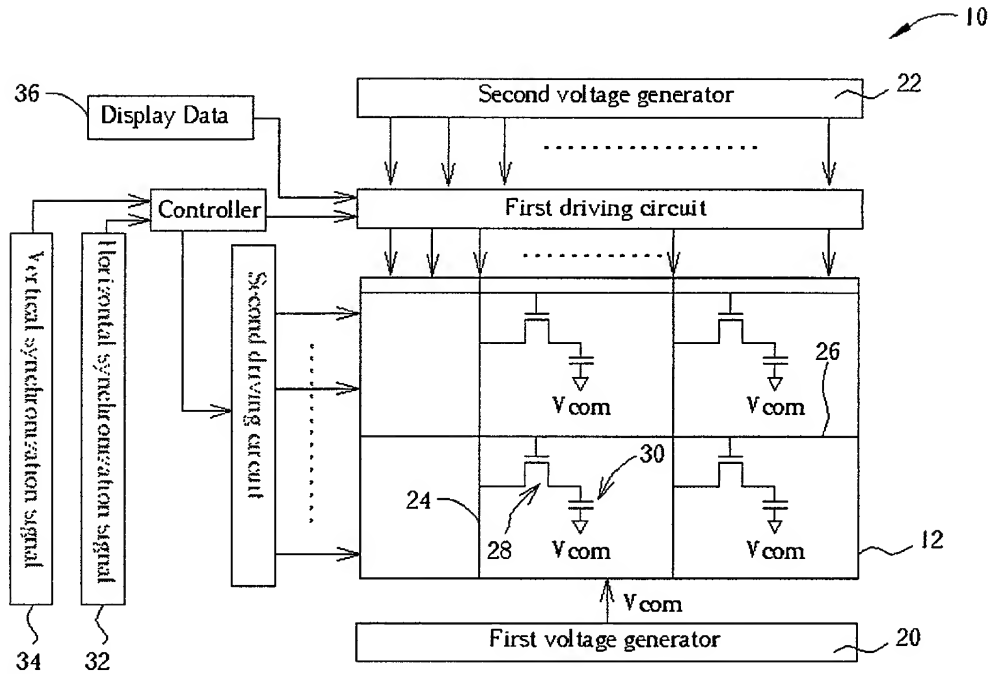 10
36
Display Data
Second voltage generator
22
Controller
First driving circuit
Vertical synchronization signal
Horizontal synchronization signal
Second driving circuit
26
Vcom
Vcom
30
24
28
Vcom
Vcom
12
Vcom
First voltage generator
20
34
32